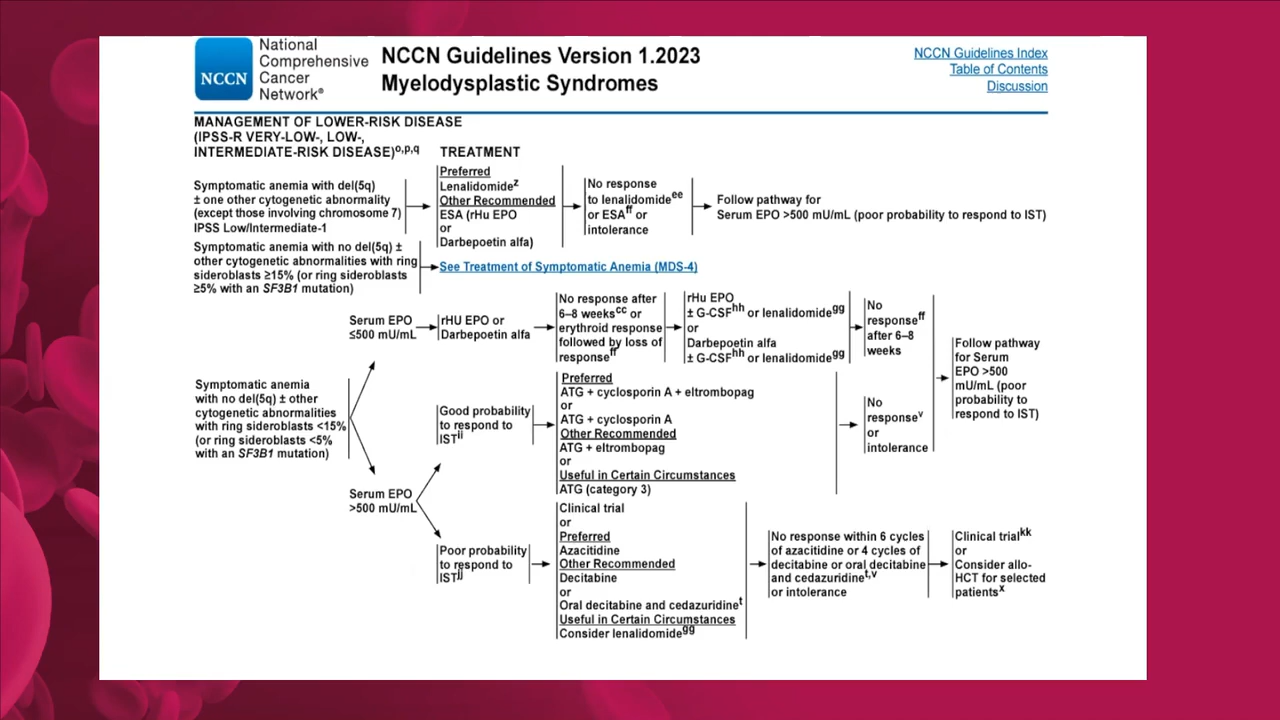 NCCN
National
Comprehensive
Cancer
Network®
NCCN Guidelines Version 1.2023
Myelodysplastic Syndromes
NCCN Guidelines Index
Table of Contents
Discussion
MANAGEMENT OF LOWER-RISK DISEASE
(IPSS-R VERY-LOW-, LOW-,
INTERMEDIATE-RISK DISEASE)o,p,q
TREATMENT
Symptomatic anemia with del(5q)
± one other cytogenetic abnormality
(except those involving chromosome 7)
IPSS Low/Intermediate-1
Preferred
Lenalidomidez
Other Recommended
ESA (rHu EPO
or
Darbepoetin alfa)
No response
to lenalidomideee
or ESAff or
intolerance
Follow pathway for
Serum EPO >500 mU/mL (poor probability to respond to IST)
Symptomatic anemia with no del(5q) ±
other cytogenetic abnormalities with ring
sideroblasts ≥15% (or ring sideroblasts
≥5% with an SF3B1 mutation)
See Treatment of Symptomatic Anemia (MDS-4)
Symptomatic anemia
with no del(5q) ± other
cytogenetic abnormalities
with ring sideroblasts <15%
(or ring sideroblasts <5%
with an SF3B1 mutation)
Serum EPO
≤500 mU/mL
rHU EPO or
Darbepoetin alfa
No response after
6–8 weekscc or
erythroid response
followed by loss of
responseff
rHu EPO
± G-CSFhh or lenalidomidegg
or
Darbepoetin alfa
± G-CSFhh or lenalidomidegg
No
responseff
after 6–8
weeks
Follow pathway
for Serum
EPO >500
mU/mL (poor
probability to
respond to IST)
Serum EPO
>500 mU/mL
Good probability
to respond to
ISTii
Preferred
ATG + cyclosporin A + eltrombopag
or
ATG + cyclosporin A
Other Recommended
ATG + eltrombopag
or
Useful in Certain Circumstances
ATG (category 3)
No
responsev
or
intolerance
Poor probability
to respond to
ISTjj
Clinical trial
or
Preferred
Azacitidine
Other Recommended
Decitabine
or
Oral decitabine and cedazuridinet
Useful in Certain Circumstances
Consider lenalidomidegg
No response within 6 cycles
of azacitidine or 4 cycles of
decitabine or oral decitabine
and cedazuridinet,v
or intolerance
Clinical trialkk
or
Consider allo-
HCT for selected
patientsx